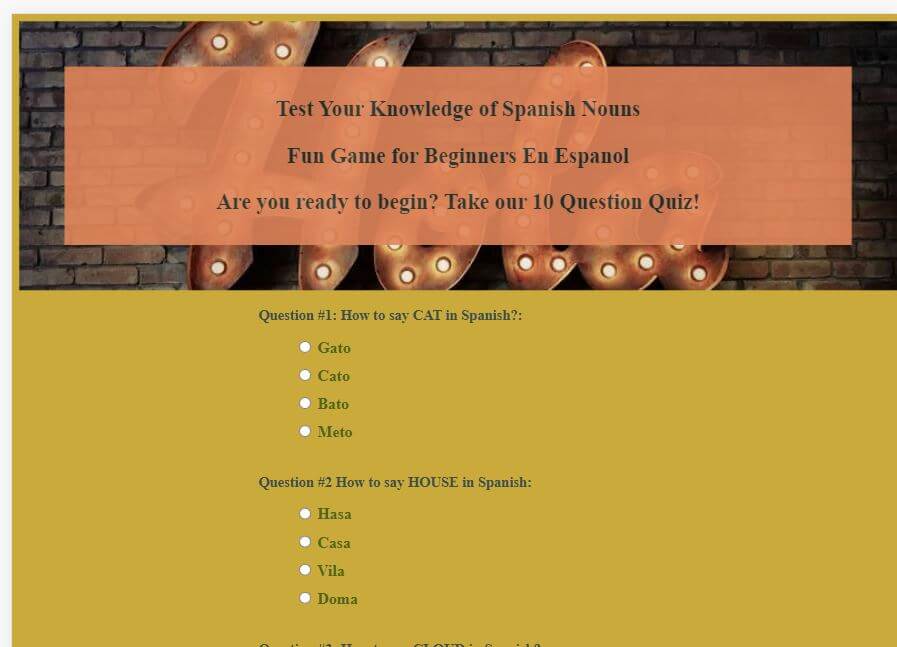 Hola
Test Your Knowledge of Spanish Nouns
Fun Game for Beginners En Espanol
Are you ready to begin? Take our 10 Question Quiz!
Question #1: How to say CAT in Spanish?:
Gato
Cato
Bato
Meto
Question #2 How to say HOUSE in Spanish:
Hasa
Casa
Vila
Doma